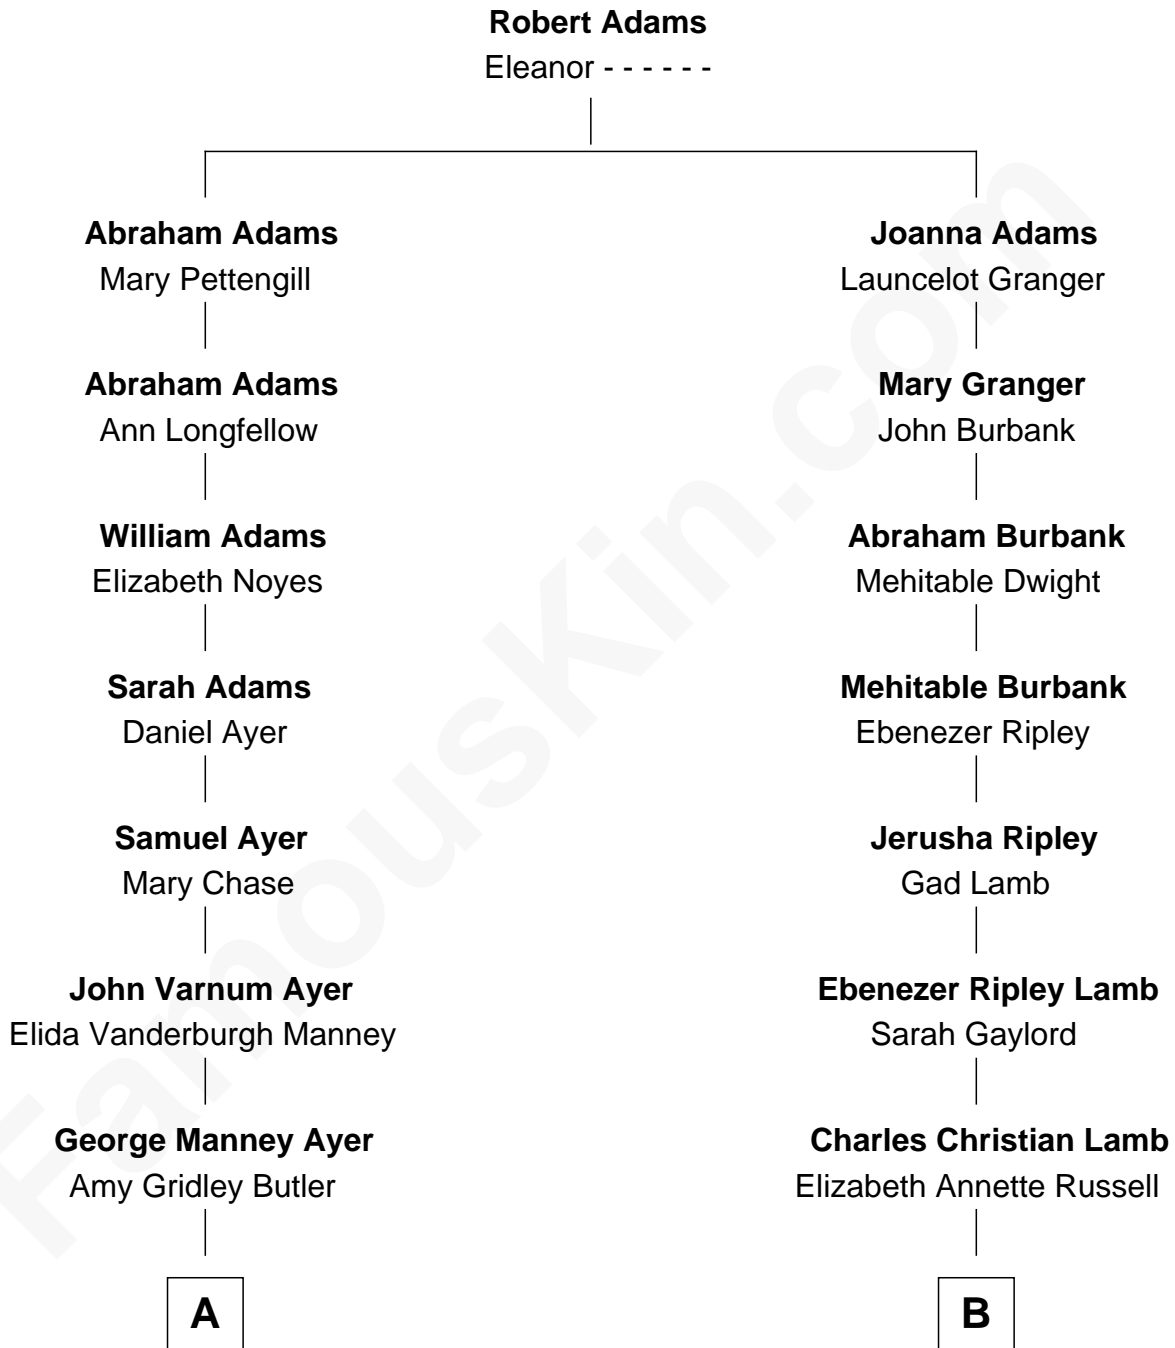 Robert Adams
Eleanor - - - - - -
Abraham Adams
Mary Pettengill
Joanna Adams
Launcelot Granger
Abraham Adams
Ann Longfellow
Mary Granger
John Burbank
William Adams
Elizabeth Noyes
Abraham Burbank
Mehitable Dwight
Sarah Adams
Daniel Ayer
Mehitable Burbank
Ebenezer Ripley
Samuel Ayer
Mary Chase
Jerusha Ripley
Gad Lamb
John Varnum Ayer
Elida Vanderburgh Manney
Ebenezer Ripley Lamb
Sarah Gaylord
George Manney Ayer
Amy Gridley Butler
Charles Christian Lamb
Elizabeth Annette Russell
A
B
FamousKin.com